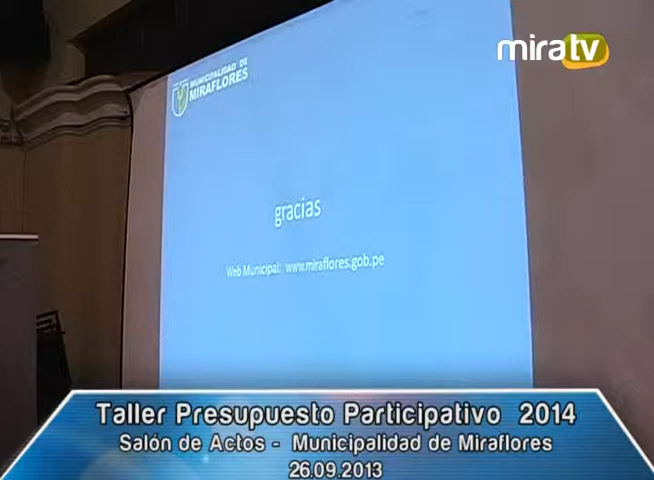 miratv
MUNICIPALIDAD DE
MIRAFLORES
gracias
Web Municipal: www.miraflores.gob.pe
Taller Presupuesto Participativo 2014
Salón de Actos - Municipalidad de Miraflores
26.09.2013